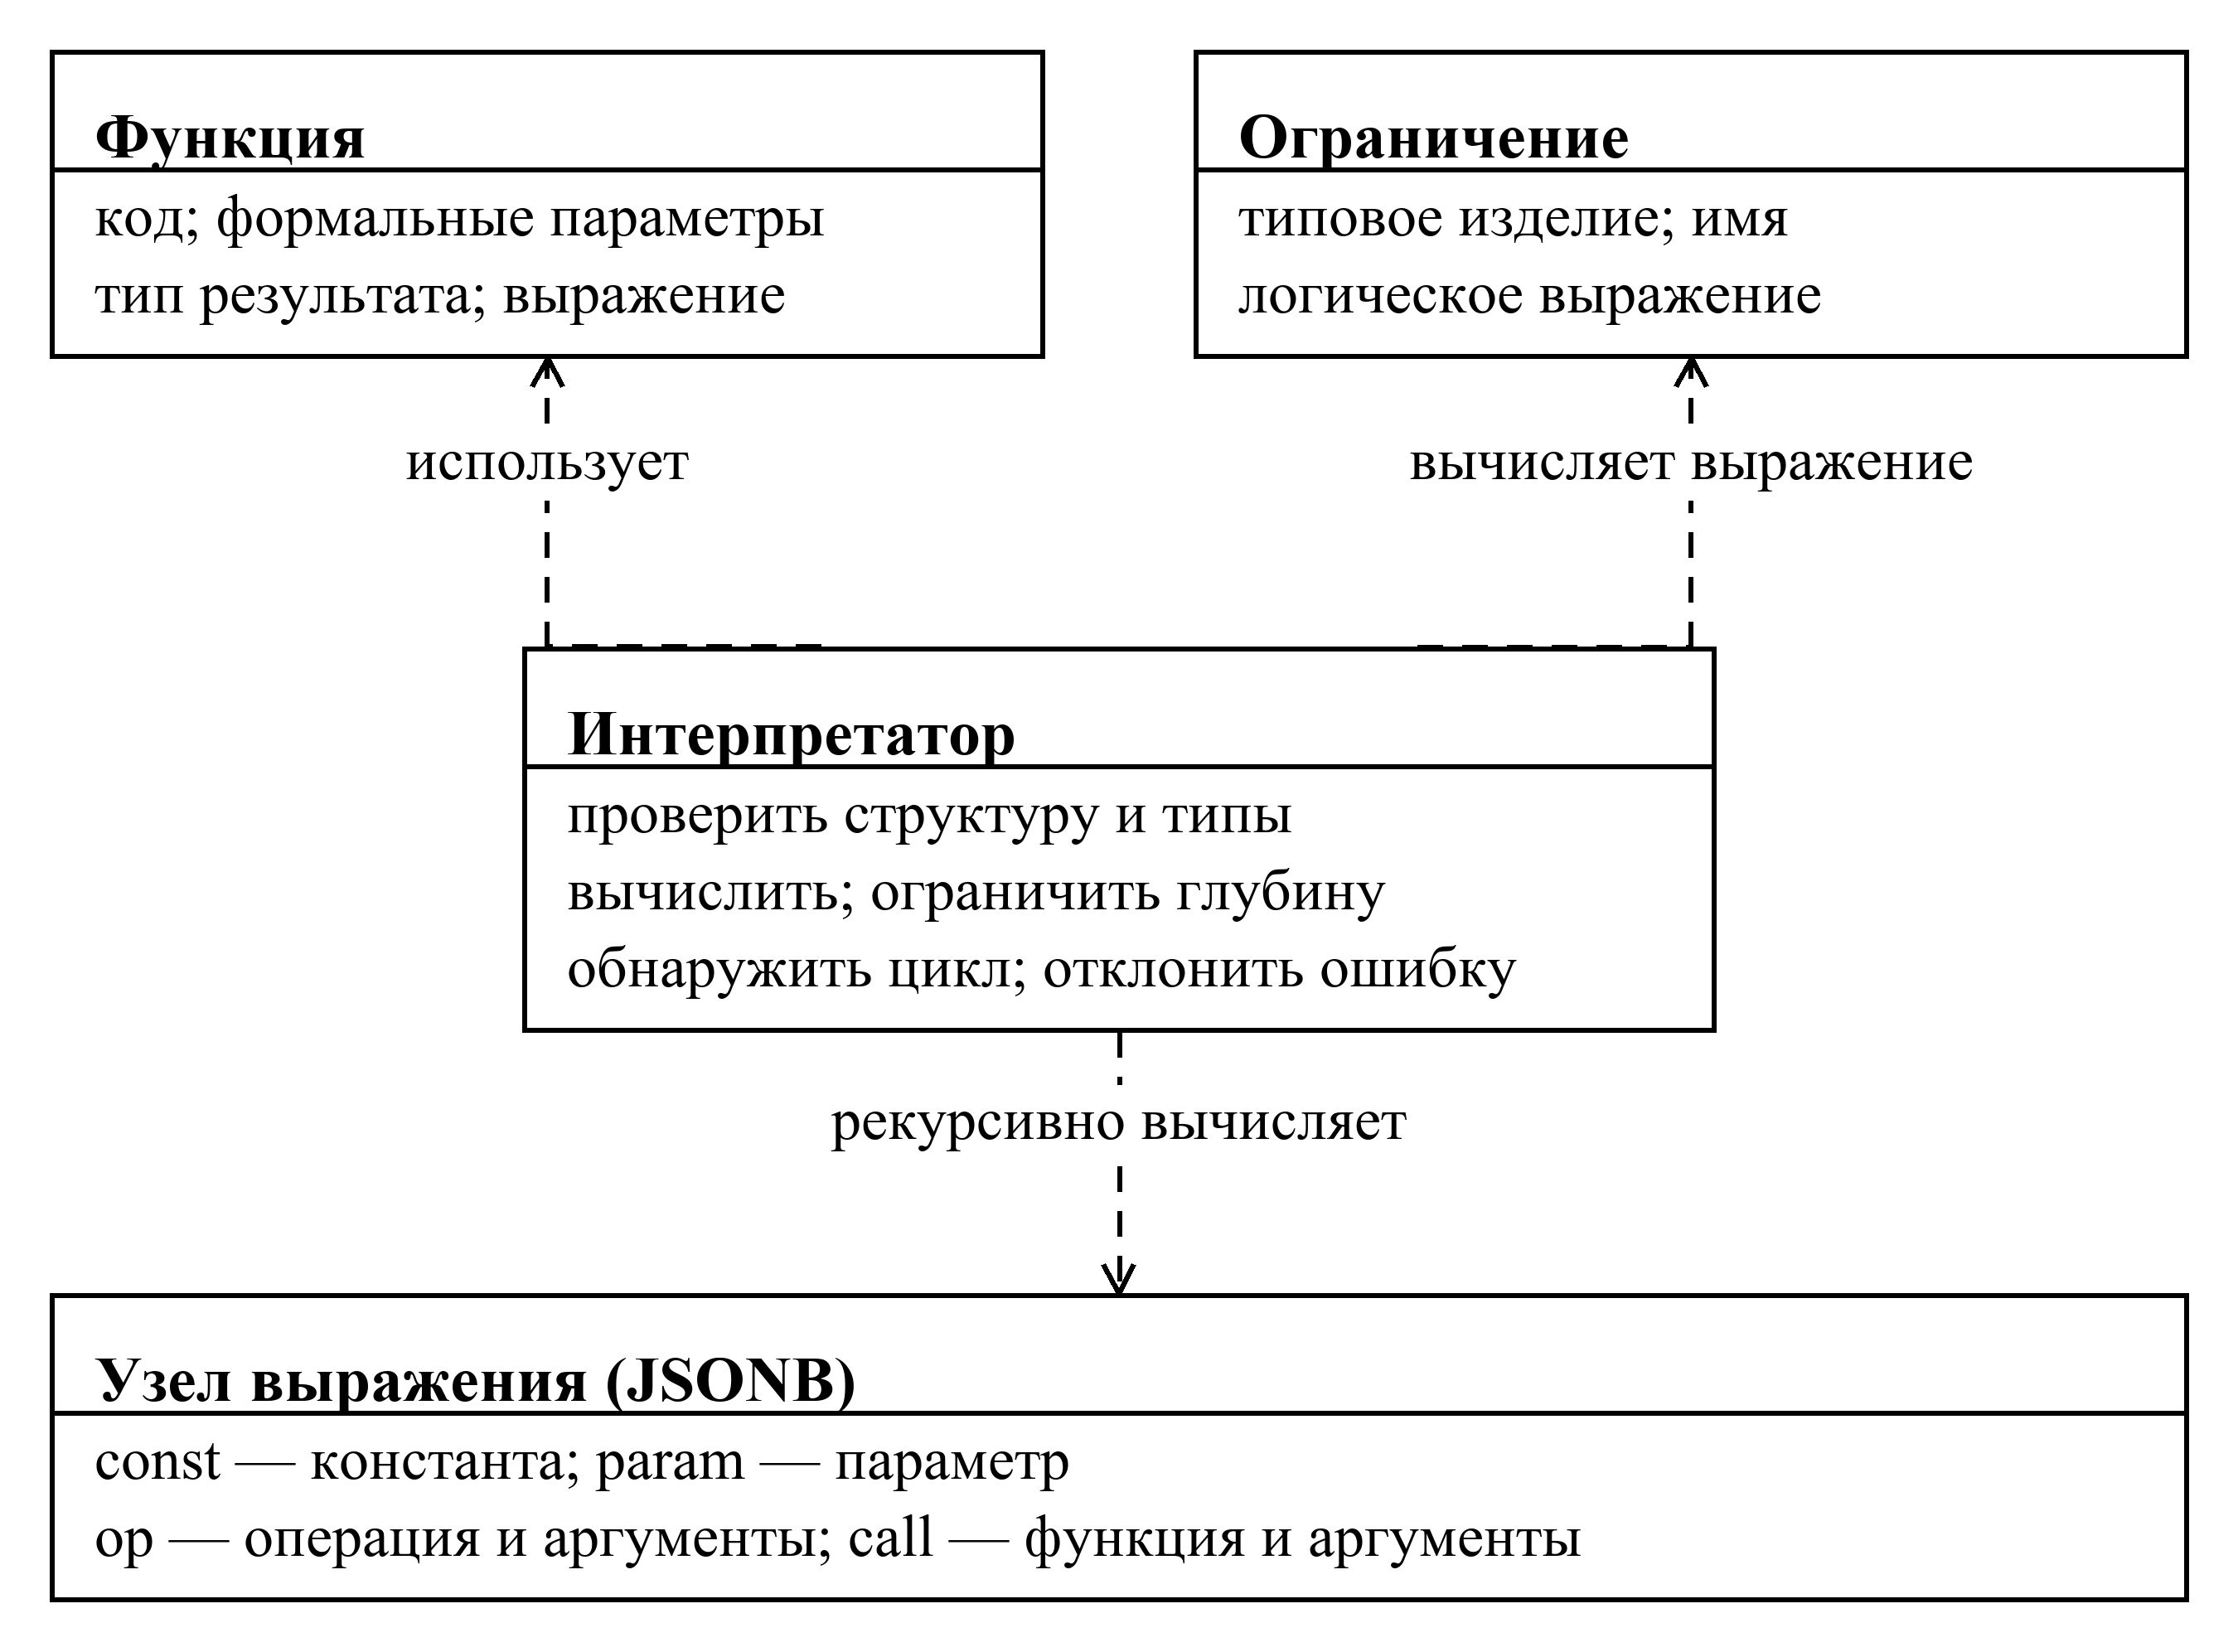 Функция
код; формальные параметры
тип результата; выражение
Ограничение
типовое изделие; имя
логическое выражение
использует
вычисляет выражение
Интерпретатор
проверить структуру и типы
вычислить; ограничить глубину
обнаружить цикл; отклонить ошибку
рекурсивно вычисляет
Узел выражения (JSONB)
const — константа; param — параметр
op — операция и аргументы; call — функция и аргументы